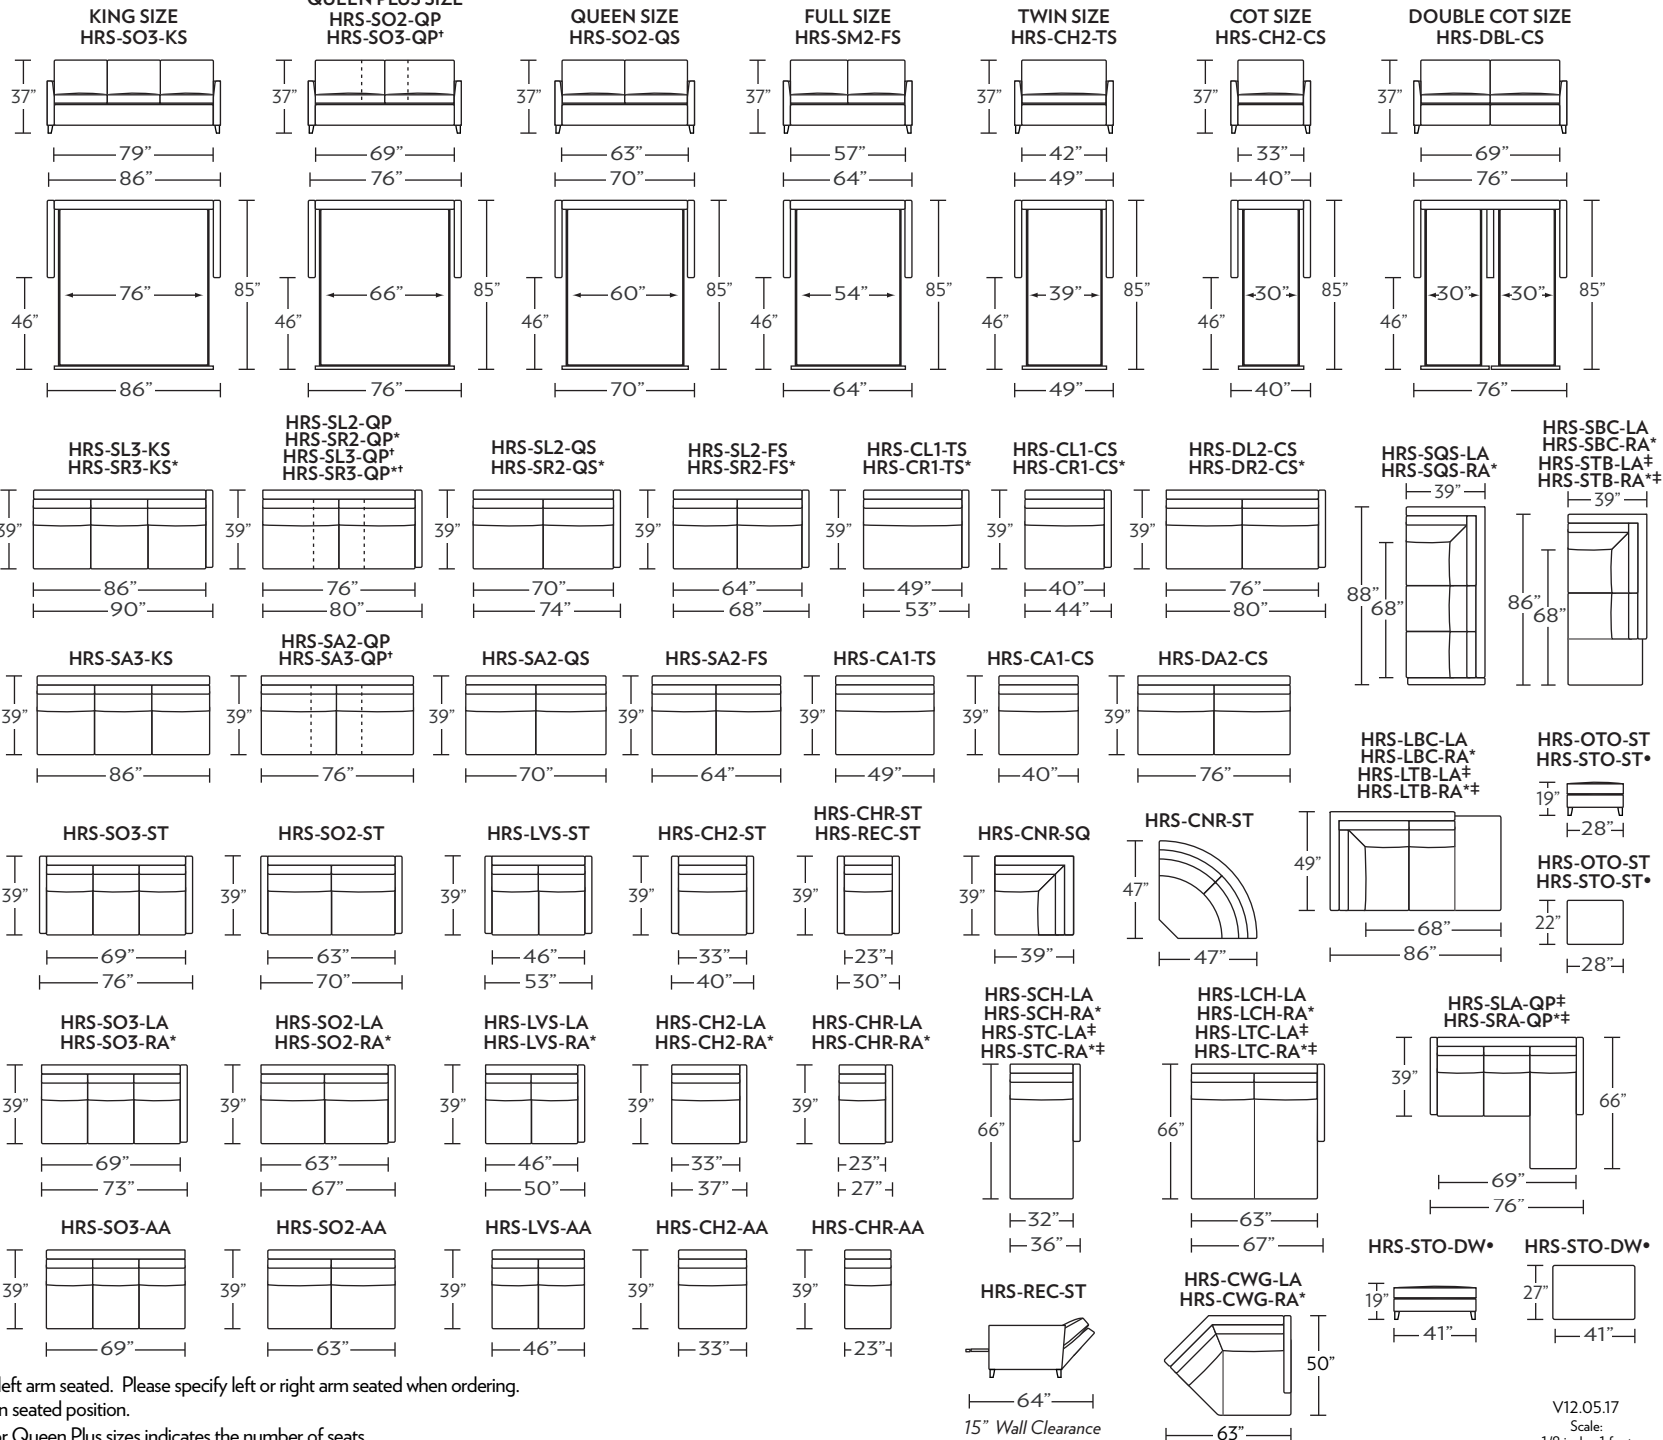 KING SIZE
HRS-SO3-KS
QUEEN PLUS SIZE
HRS-SO2-QP
HRS-SO3-QP†
QUEEN SIZE
HRS-SO2-QS
FULL SIZE
HRS-SM2-FS
TWIN SIZE
HRS-CH2-TS
COT SIZE
HRS-CH2-CS
DOUBLE COT SIZE
HRS-DBL-CS
37” 37” 37” 37” 37” 37” 37”
79” 69” 63” 57” 42” 33” 69”
86” 76” 70” 64” 49” 40” 76”
76” 85” 66” 85” 60” 85” 54” 85” 39” 85” 30” 85” 30” 30” 85”
46” 46” 46” 46” 46” 46” 46”
86” 76” 70” 64” 49” 40” 76”
HRS-SL3-KS
HRS-SR3-KS*
HRS-SL2-QP
HRS-SR2-QP*
HRS-SL3-QP†
HRS-SR3-QP*†
HRS-SL2-QS
HRS-SR2-QS*
HRS-SL2-FS
HRS-SR2-FS*
HRS-CL1-TS
HRS-CR1-TS*
HRS-CL1-CS
HRS-CR1-CS*
HRS-DL2-CS
HRS-DR2-CS*
HRS-SQS-LA
HRS-SQS-RA*
HRS-SBC-LA
HRS-SBC-RA*
HRS-STB-LA‡
HRS-STB-RA*‡
39” 39”
39” 39” 39” 39” 39” 39” 39”
86” 76” 70” 64” 49” 40” 76”
90” 80” 74” 68” 53” 44” 80”
88” 68” 86” 68”
HRS-SA3-KS
HRS-SA2-QP
HRS-SA3-QP†
HRS-SA2-QS
HRS-SA2-FS
HRS-CA1-TS
HRS-CA1-CS
HRS-DA2-CS
39” 39” 39” 39” 39” 39” 39”
86” 76” 70” 64” 49” 40” 76”
HRS-LBC-LA
HRS-LBC-RA*
HRS-LTB-LA‡
HRS-LTB-RA*‡
49”
68”
86”
HRS-OTO-ST
HRS-STO-ST•
19”
28”
HRS-OTO-ST
HRS-STO-ST•
22”
28”
HRS-SO3-ST
HRS-SO2-ST
HRS-LVS-ST
HRS-CH2-ST
HRS-CHR-ST
HRS-REC-ST
HRS-CNR-SQ
HRS-CNR-ST
39” 39” 39” 39” 39” 39” 47”
69” 63” 46” 33” 23” 39” 47”
76” 70” 53” 40” 30”
HRS-SO3-LA
HRS-SO3-RA*
HRS-SO2-LA
HRS-SO2-RA*
HRS-LVS-LA
HRS-LVS-RA*
HRS-CH2-LA
HRS-CH2-RA*
HRS-CHR-LA
HRS-CHR-RA*
39” 39” 39” 39” 39”
69” 63” 46” 33” 23”
73” 67” 50” 37” 27”
HRS-SCH-LA
HRS-SCH-RA*
HRS-STC-LA‡
HRS-STC-RA*‡
66”
32”
36”
HRS-LCH-LA
HRS-LCH-RA*
HRS-LTC-LA‡
HRS-LTC-RA*‡
66”
63”
67”
HRS-SLA-QP‡
HRS-SRA-QP*‡
39” 66”
69”
76”
HRS-SO3-AA
HRS-SO2-AA
HRS-LVS-AA
HRS-CH2-AA
HRS-CHR-AA
39” 39” 39” 39” 39”
69” 63” 46” 33” 23”
HRS-REC-ST
64”
15” Wall Clearance
HRS-CWG-LA
HRS-CWG-RA*
50”
63”
HRS-STO-DW•
19”
41”
HRS-STO-DW•
27”
41”
left arm seated. Please specify left or right arm seated when ordering.
n seated position.
or Queen Plus sizes indicates the number of seats
V12.05.17
Scale: